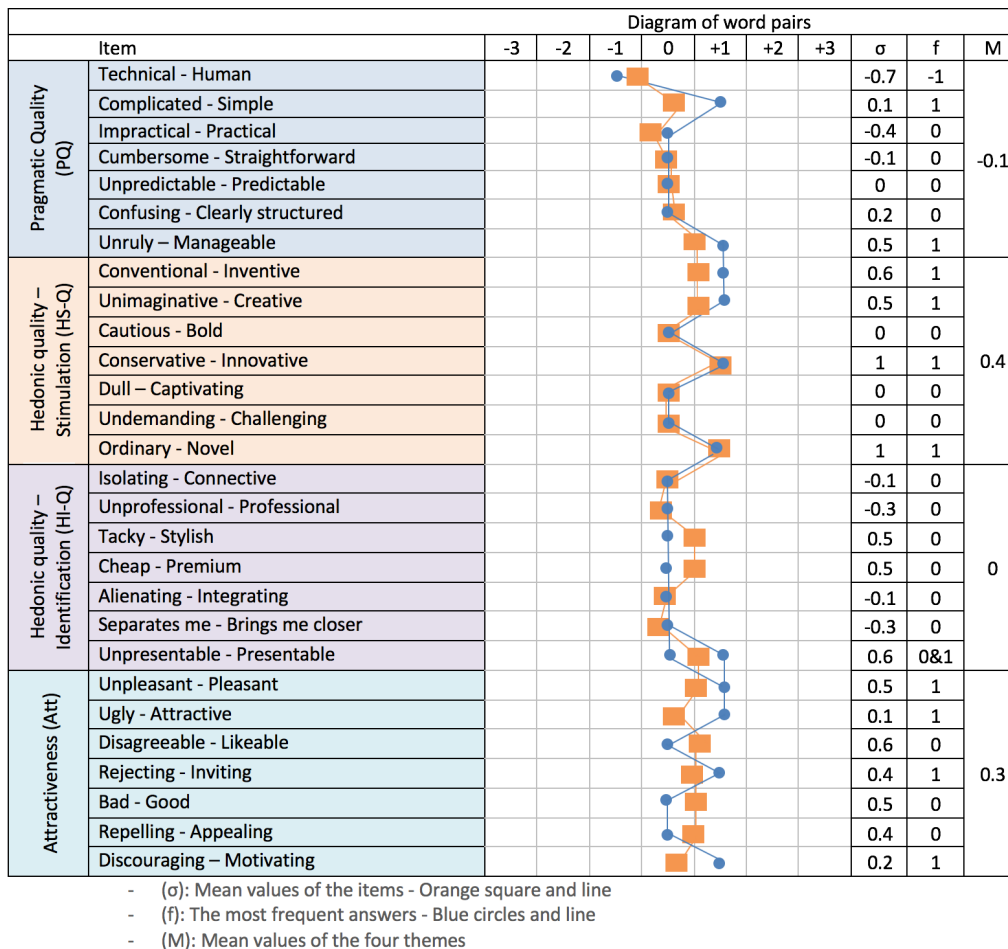 Diagram of word pairs
Item -3 -2 -1 0 +1 +2 +3 σ f M
Pragmatic Quality (PQ)
Technical - Human -0.7 -1
Complicated - Simple 0.1 1
Impractical - Practical -0.4 0
Cumbersome - Straightforward -0.1 0
-0.1
Unpredictable - Predictable 0 0
Confusing - Clearly structured 0.2 0
Unruly – Manageable 0.5 1
Hedonic quality –
Stimulation (HS-Q)
Conventional - Inventive 0.6 1
Unimaginative - Creative 0.5 1
Cautious - Bold 0 0
Conservative - Innovative 1 1 0.4
Dull – Captivating 0 0
Undemanding - Challenging 0 0
Ordinary - Novel 1 1
Hedonic quality –
Identification (HI-Q)
Isolating - Connective -0.1 0
Unprofessional - Professional -0.3 0
Tacky - Stylish 0.5 0
Cheap - Premium 0.5 0 0
Alienating - Integrating -0.1 0
Separates me - Brings me closer -0.3 0
Unpresentable - Presentable 0.6 0&1
Attractiveness (Att)
Unpleasant - Pleasant 0.5 1
Ugly - Attractive 0.1 1
Disagreeable - Likeable 0.6 0
Rejecting - Inviting 0.4 1 0.3
Bad - Good 0.5 0
Repelling - Appealing 0.4 0
Discouraging – Motivating 0.2 1
- (σ): Mean values of the items - Orange square and line
- (f): The most frequent answers - Blue circles and line
- (M): Mean values of the four themes